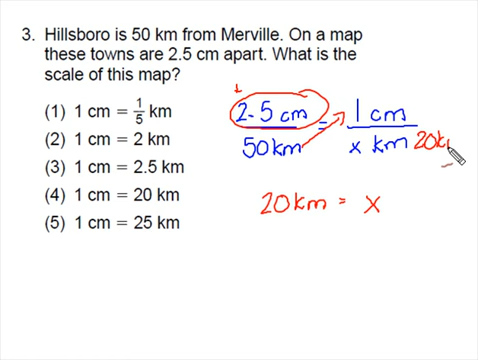 3. Hillsboro is 50 km from Merville. On a map
these towns are 2.5 cm apart. What is the
scale of this map?
(1) 1 cm = 1/5 km
(2) 1 cm = 2 km
(3) 1 cm = 2.5 km
(4) 1 cm = 20 km
(5) 1 cm = 25 km
2.5 cm = 1 cm
50km x km 20k
20km = x